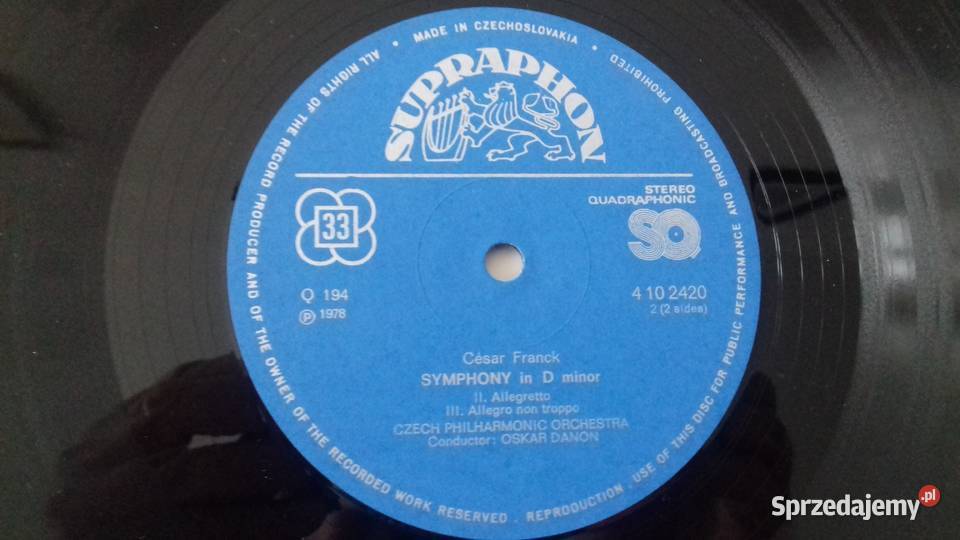 ALL RIGHTS OF THE RECORD PRODUCER AND OF THE OWNER OF THE RECORDED WORK RESERVED . REPRODUCTION . USE OF THIS DISC FOR PUBLIC PERFORMANCE AND BROADCASTING PROHIBITED
• MADE IN CZECHOSLOVAKIA •
SUPRAPHON
STEREO
QUADRAPHONIC
33
SQ
Q 194
4 10 2420
℗ 1978
2 (2 sides)
César Franck
SYMPHONY in D minor
II. Allegretto
III. Allegro non troppo
CZECH PHILHARMONIC ORCHESTRA
Conductor: OSKAR DANON
Sprzedajemy.pl